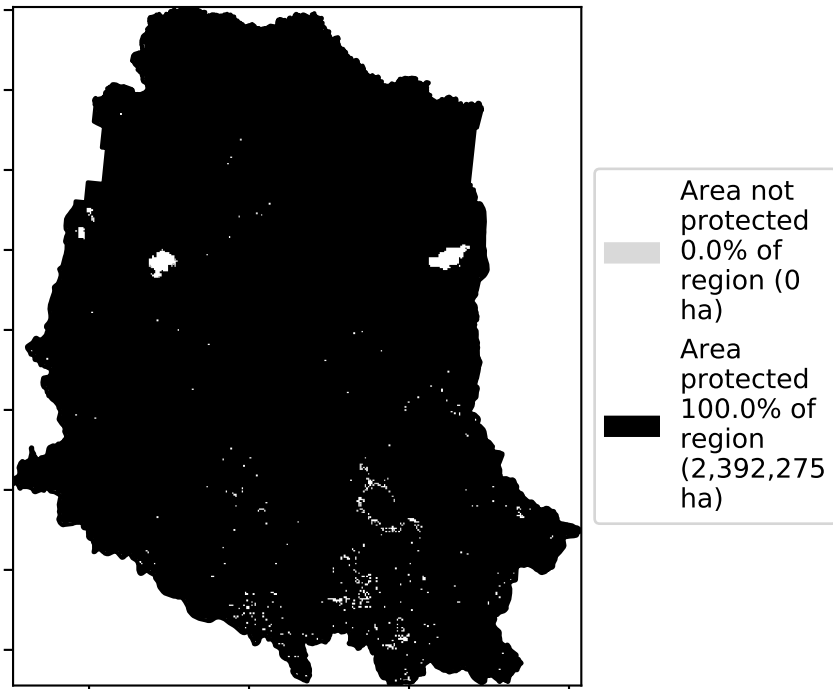 Area not
protected
0.0% of
region (0
ha)
Area
protected
100.0% of
region
(2,392,275
ha)